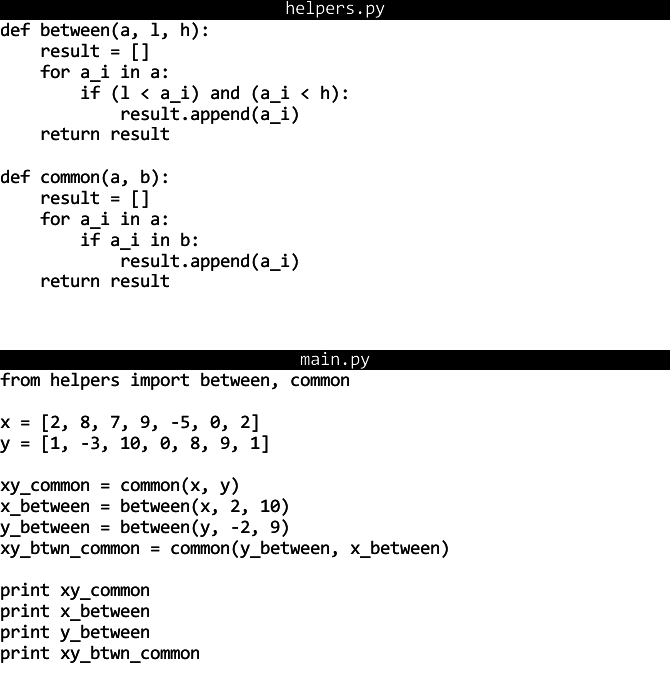 helpers.py
def between(a, l, h):
    result = []
    for a_i in a:
        if (l < a_i) and (a_i < h):
            result.append(a_i)
    return result

def common(a, b):
    result = []
    for a_i in a:
        if a_i in b:
            result.append(a_i)
    return result

main.py
from helpers import between, common

x = [2, 8, 7, 9, -5, 0, 2]
y = [1, -3, 10, 0, 8, 9, 1]

xy_common = common(x, y)
x_between = between(x, 2, 10)
y_between = between(y, -2, 9)
xy_btwn_common = common(y_between, x_between)

print xy_common
print x_between
print y_between
print xy_btwn_common